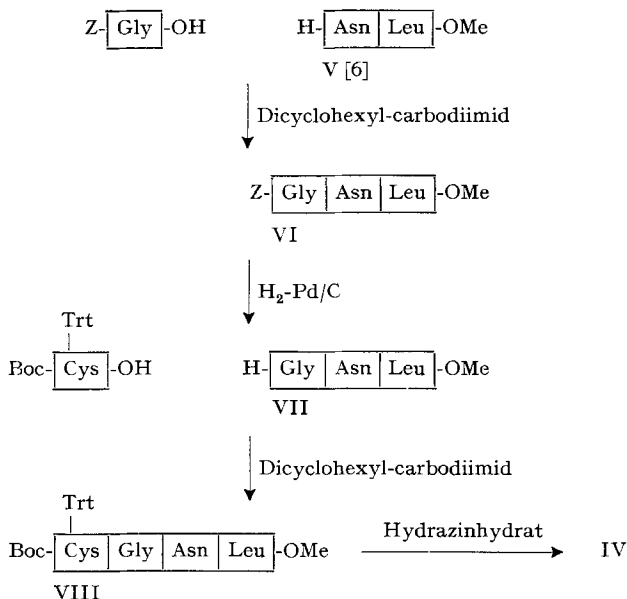 Z-Gly-OH H-Asn Leu-OMe
V [6]
Dicyclohexyl-carbodiimid
Z-Gly Asn Leu-OMe
VI
H₂-Pd/C
Trt
Boc-Cys-OH H-Gly Asn Leu-OMe
VII
Dicyclohexyl-carbodiimid
Trt
Boc-Cys Gly Asn Leu-OMe Hydrazinhydrat IV
VIII